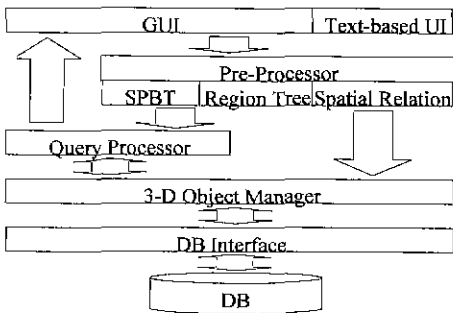 GUI Text-based UI
Pre-Processor
SPBT Region Tree Spatial Relation
Query Processor
3-D Object Manager
DB Interface
DB